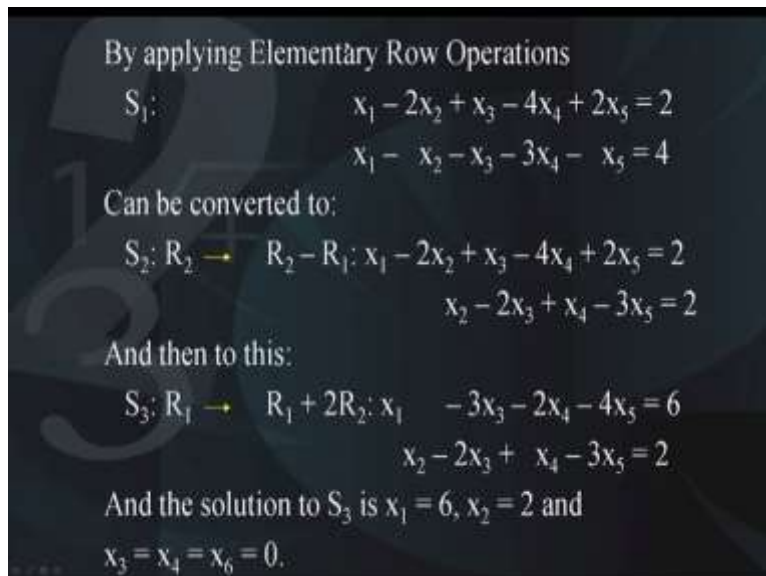 By applying Elementary Row Operations
S₁: x₁ – 2x₂ + x₃ – 4x₄ + 2x₅ = 2
x₁ – x₂ – x₃ – 3x₄ – x₅ = 4
Can be converted to:
S₂: R₂ → R₂ – R₁: x₁ – 2x₂ + x₃ – 4x₄ + 2x₅ = 2
x₂ – 2x₃ + x₄ – 3x₅ = 2
And then to this:
S₃: R₁ → R₁ + 2R₂: x₁ – 3x₃ – 2x₄ – 4x₅ = 6
x₂ – 2x₃ + x₄ – 3x₅ = 2
And the solution to S₃ is x₁ = 6, x₂ = 2 and
x₃ = x₄ = x₆ = 0.